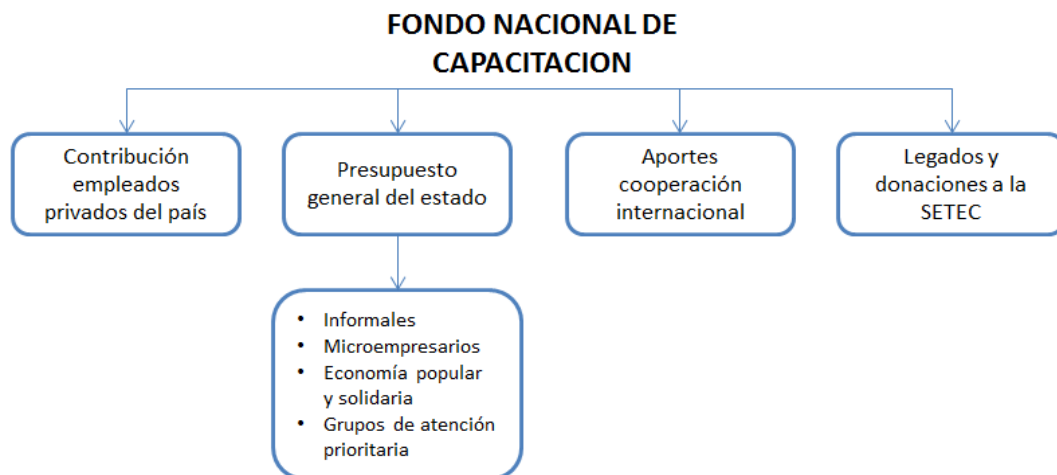 FONDO NACIONAL DE
CAPACITACION
Contribución
empleados
privados del país
Presupuesto
general del estado
Aportes
cooperación
internacional
Legados y
donaciones a la
SETEC
• Informales
• Microempresarios
• Economía popular
y solidaria
• Grupos de atención
prioritaria